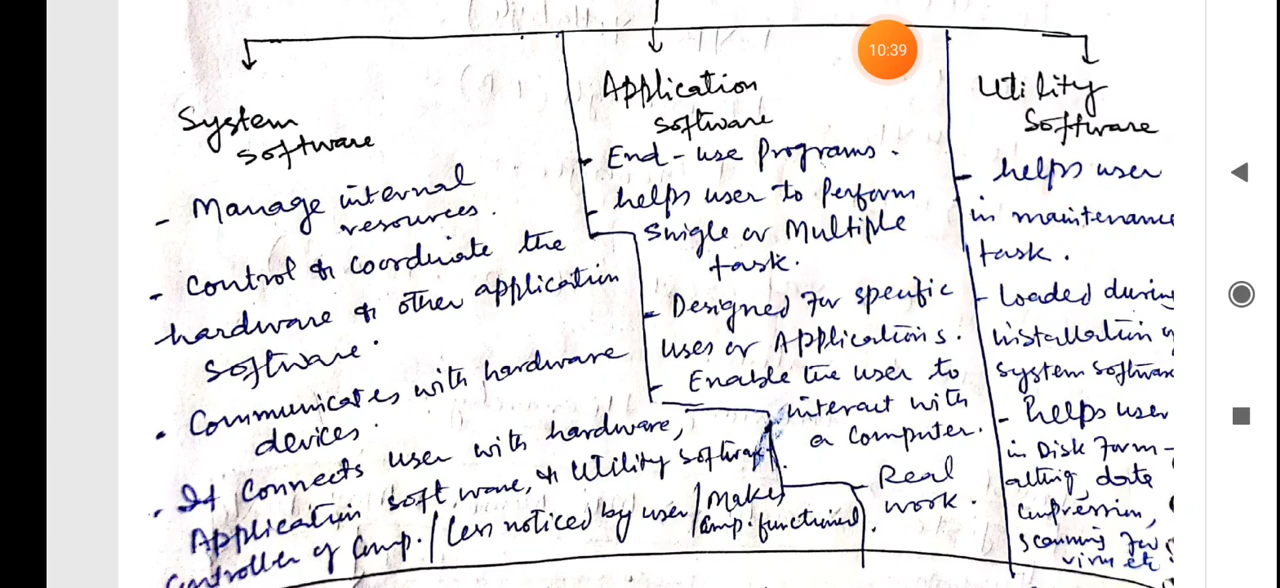 10:39
System
Software
- Manage internal
resources.
- Control & coordinate the
hardware & other application
software.
. Communicates with hardware
devices.
. It connects user with hardware,
Application software, & Utility Software.
Controller of Comp. / less noticed by user / Makes
Comp. functioned
Application
Software
- End-use Programs.
- helps user to Perform
Single or Multiple
task.
- Designed for specific
uses or Applications.
- Enable the user to
interact with
a computer.
- Real
work.
Utility
Software
- helps user
in maintenance
task.
- Loaded during
installation of
system software
- helps user
in Disk Form-
atting data
cmpression,
scanning for
virus etc